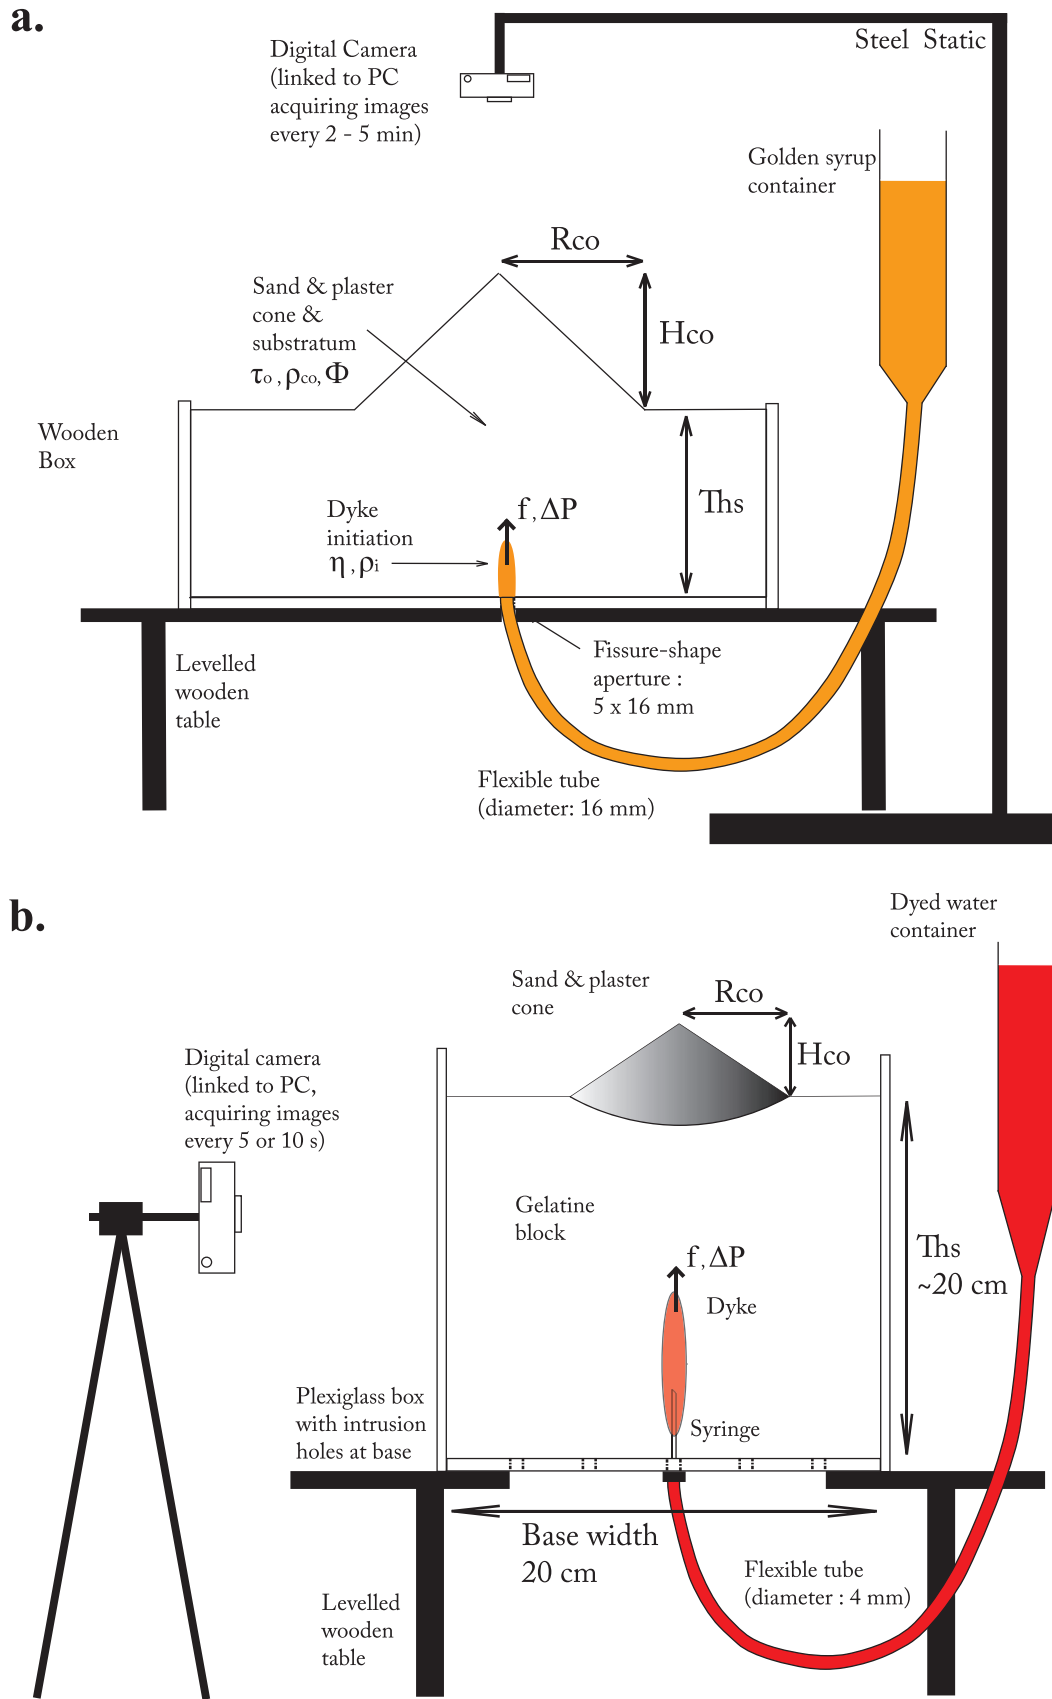 a.
Digital Camera
(linked to PC
acquiring images
every 2 - 5 min)
Steel Static
Golden syrup
container
Rco
Sand & plaster
cone &
substratum
τo , ρco, Φ
Hco
Wooden
Box
Ths
Dyke
initiation
η , ρi
f , ΔP
Levelled
wooden
table
Fissure-shape
aperture :
5 x 16 mm
Flexible tube
(diameter: 16 mm)
b.
Dyed water
container
Sand & plaster
cone
Rco
Hco
Digital camera
(linked to PC,
acquiring images
every 5 or 10 s)
Gelatine
block
Ths
~20 cm
f , ΔP
Dyke
Plexiglass box
with intrusion
holes at base
Syringe
Base width
20 cm
Flexible tube
(diameter : 4 mm)
Levelled
wooden
table